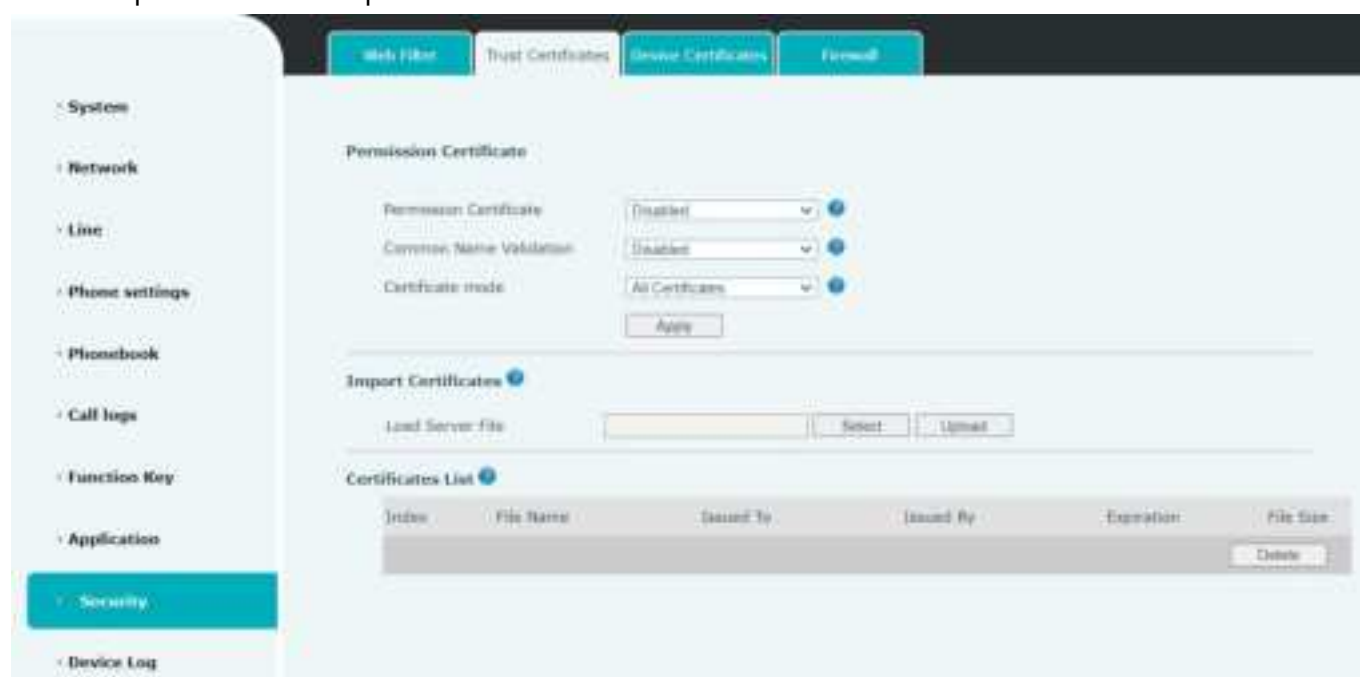 Web Filter
Trust Certificates
Device Certificates
Firewall
System
Network
Line
Phone settings
Phonebook
Call logs
Function Key
Application
Security
Device Log
Permission Certificate
Permission Certificate
Disabled
Common Name Validation
Disabled
Certificate mode
All Certificates
Apply
Import Certificates
Load Server File
Select
Upload
Certificates List
Index
File Name
Issued To
Issued By
Expiration
File Size
Delete